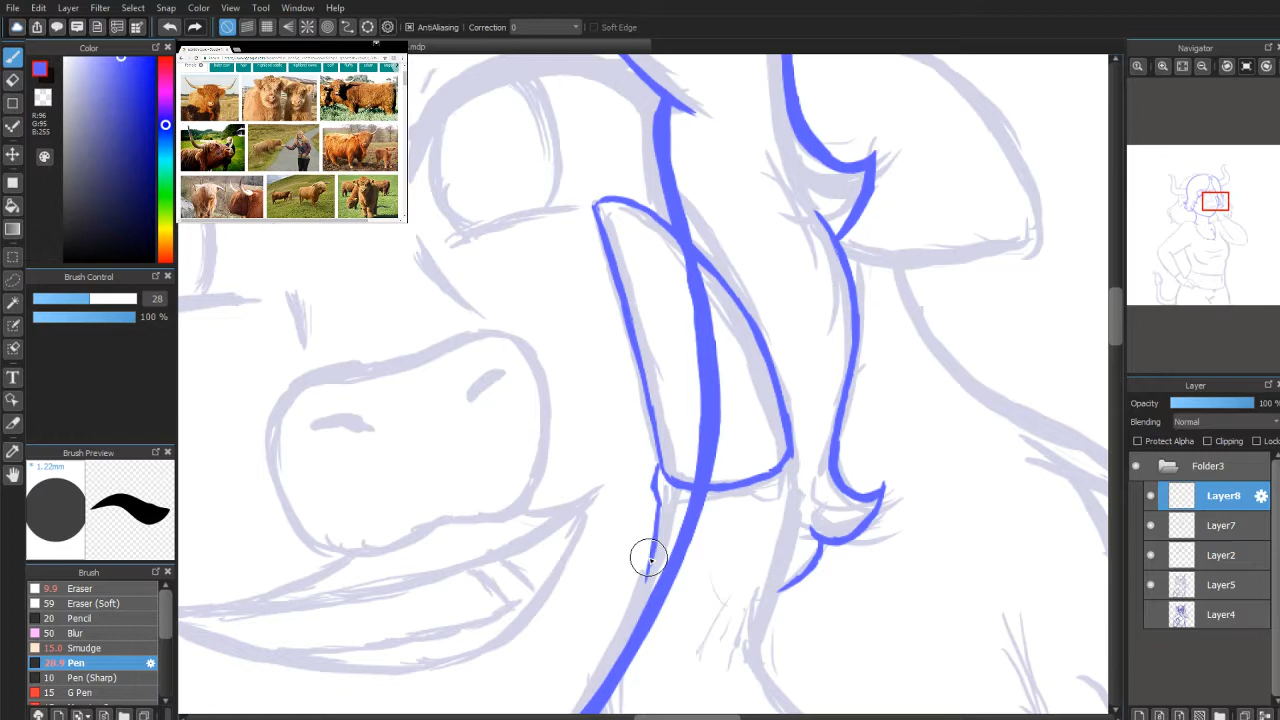 File Edit Layer Filter Snap Select Color View Tool Window Help
AntiAliasing Correction 0 Soft Edge
.mdp
Color
R:96
G:95
B:255
Brush Control
28
100 %
Brush Preview
* 1.22mm
Brush
9.9 Eraser
59 Eraser (Soft)
20 Pencil
50 Blur
15.0 Smudge
28.9 Pen
10 Pen (Sharp)
15 G Pen
Navigator
Layer
Opacity 100 %
Blending Normal
Protect Alpha Clipping Lock
Folder3
Layer8
Layer7
Layer2
Layer5
Layer4